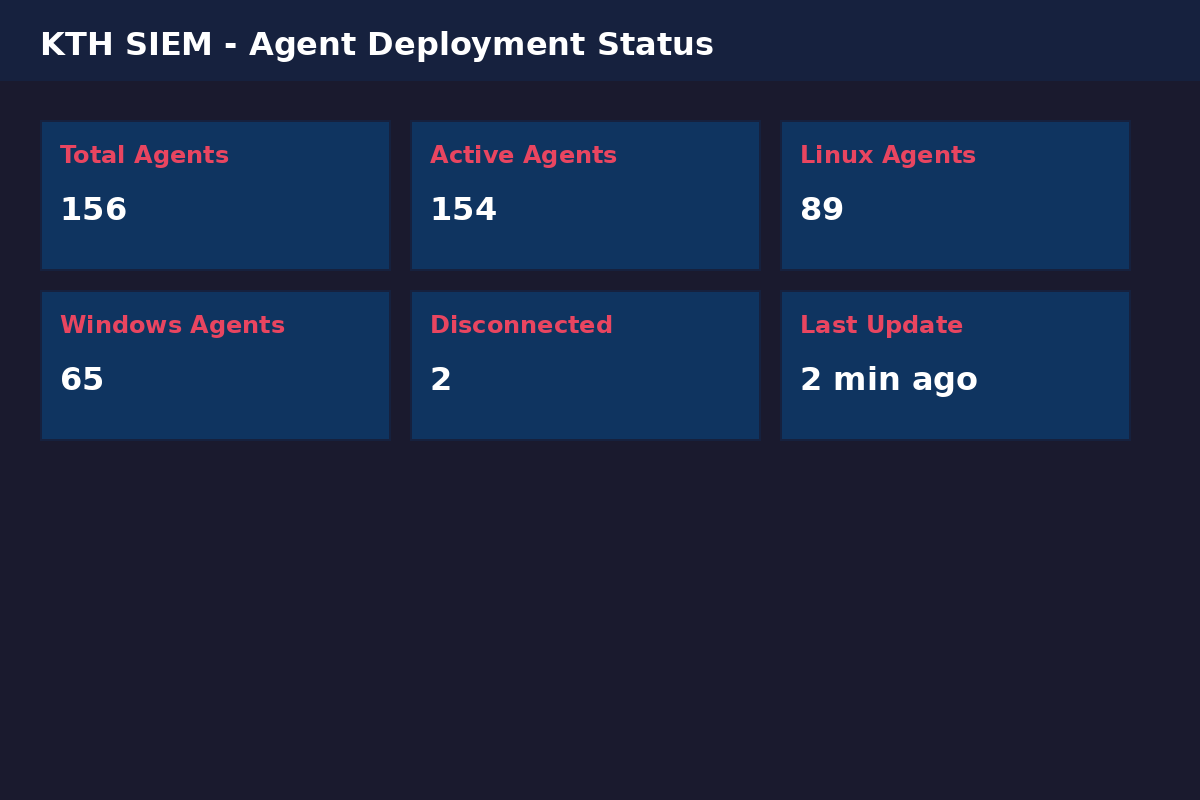 KTH SIEM - Agent Deployment Status
Total Agents
156
Active Agents
154
Linux Agents
89
Windows Agents
65
Disconnected
2
Last Update
2 min ago